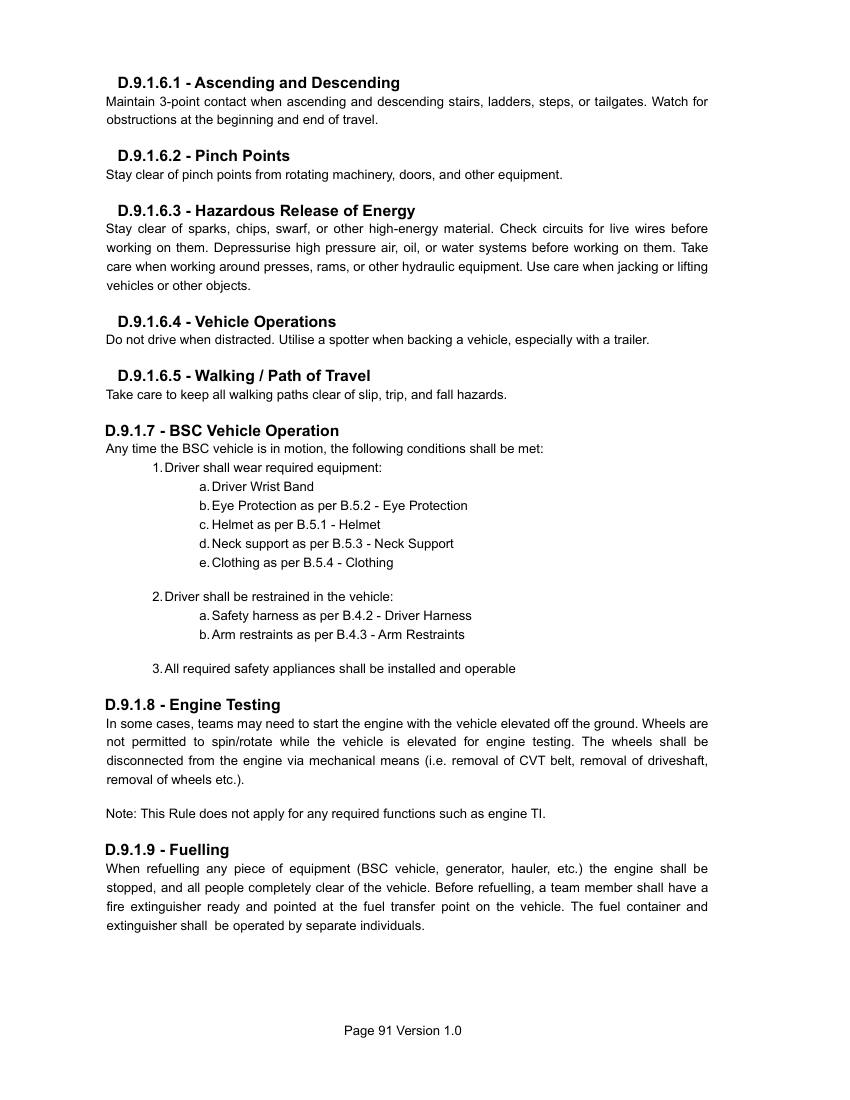 D.9.1.6.1 - Ascending and Descending
Maintain 3-point contact when ascending and descending stairs, ladders, steps, or tailgates. Watch for
obstructions at the beginning and end of travel.
D.9.1.6.2 - Pinch Points
Stay clear of pinch points from rotating machinery, doors, and other equipment.
D.9.1.6.3 - Hazardous Release of Energy
Stay clear of sparks, chips, swarf, or other high-energy material. Check circuits for live wires before
working on them. Depressurise high pressure air, oil, or water systems before working on them. Take
care when working around presses, rams, or other hydraulic equipment. Use care when jacking or lifting
vehicles or other objects.
D.9.1.6.4 - Vehicle Operations
Do not drive when distracted. Utilise a spotter when backing a vehicle, especially with a trailer.
D.9.1.6.5 - Walking / Path of Travel
Take care to keep all walking paths clear of slip, trip, and fall hazards.
D.9.1.7 - BSC Vehicle Operation
Any time the BSC vehicle is in motion, the following conditions shall be met:
1. Driver shall wear required equipment:
a. Driver Wrist Band
b. Eye Protection as per B.5.2 - Eye Protection
c. Helmet as per B.5.1 - Helmet
d. Neck support as per B.5.3 - Neck Support
e. Clothing as per B.5.4 - Clothing
2. Driver shall be restrained in the vehicle:
a. Safety harness as per B.4.2 - Driver Harness
b. Arm restraints as per B.4.3 - Arm Restraints
3. All required safety appliances shall be installed and operable
D.9.1.8 - Engine Testing
In some cases, teams may need to start the engine with the vehicle elevated off the ground. Wheels are
not permitted to spin/rotate while the vehicle is elevated for engine testing. The wheels shall be
disconnected from the engine via mechanical means (i.e. removal of CVT belt, removal of driveshaft,
removal of wheels etc.).
Note: This Rule does not apply for any required functions such as engine TI.
D.9.1.9 - Fuelling
When refuelling any piece of equipment (BSC vehicle, generator, hauler, etc.) the engine shall be
stopped, and all people completely clear of the vehicle. Before refuelling, a team member shall have a
fire extinguisher ready and pointed at the fuel transfer point on the vehicle. The fuel container and
extinguisher shall  be operated by separate individuals.
Page 91 Version 1.0